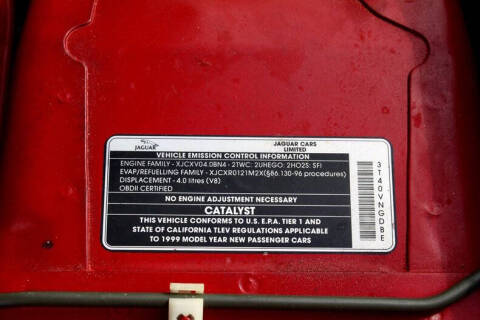 JAGUAR
JAGUAR CARS
LIMITED
VEHICLE EMISSION CONTROL INFORMATION
ENGINE FAMILY - XJCXV04.0BN4 - 2TWC: 2UHEGO: 2HO2S: SFI
EVAP/REFUELLING FAMILY - XJCXR0121M2X(§86.130-96 procedures)
DISPLACEMENT - 4.0 litres (V8)
OBDII CERTIFIED
NO ENGINE ADJUSTMENT NECESSARY
CATALYST
THIS VEHICLE CONFORMS TO U.S. E.P.A. TIER 1 AND
STATE OF CALIFORNIA TLEV REGULATIONS APPLICABLE
TO 1999 MODEL YEAR NEW PASSENGER CARS
3T40VNGDBE